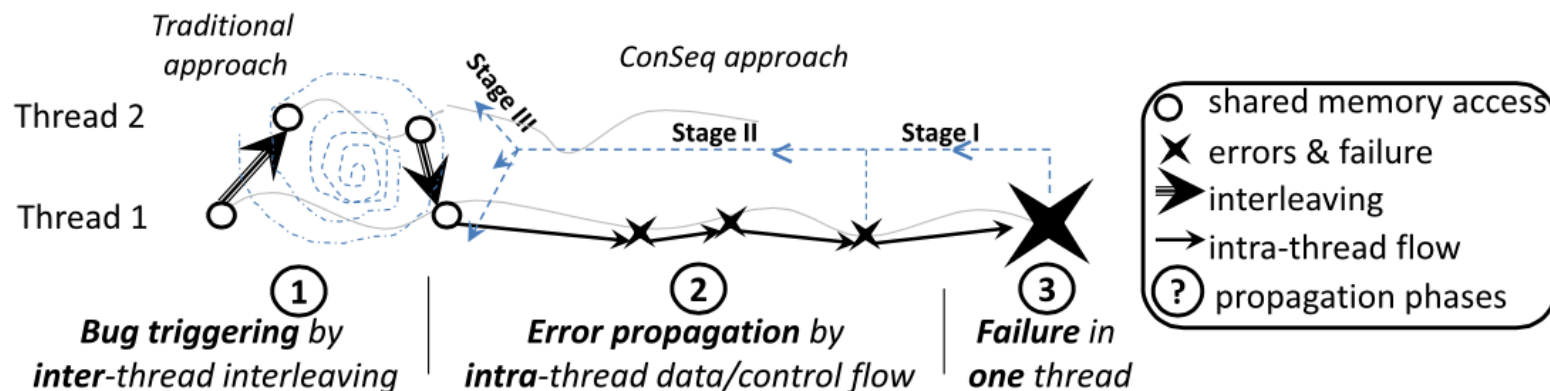 Traditional
approach
ConSeq approach
Stage III
Thread 2
Stage II
Stage I
Thread 1
1
2
3
Bug triggering by
inter-thread interleaving
Error propagation by
intra-thread data/control flow
Failure in
one thread
shared memory access
errors & failure
interleaving
intra-thread flow
? propagation phases